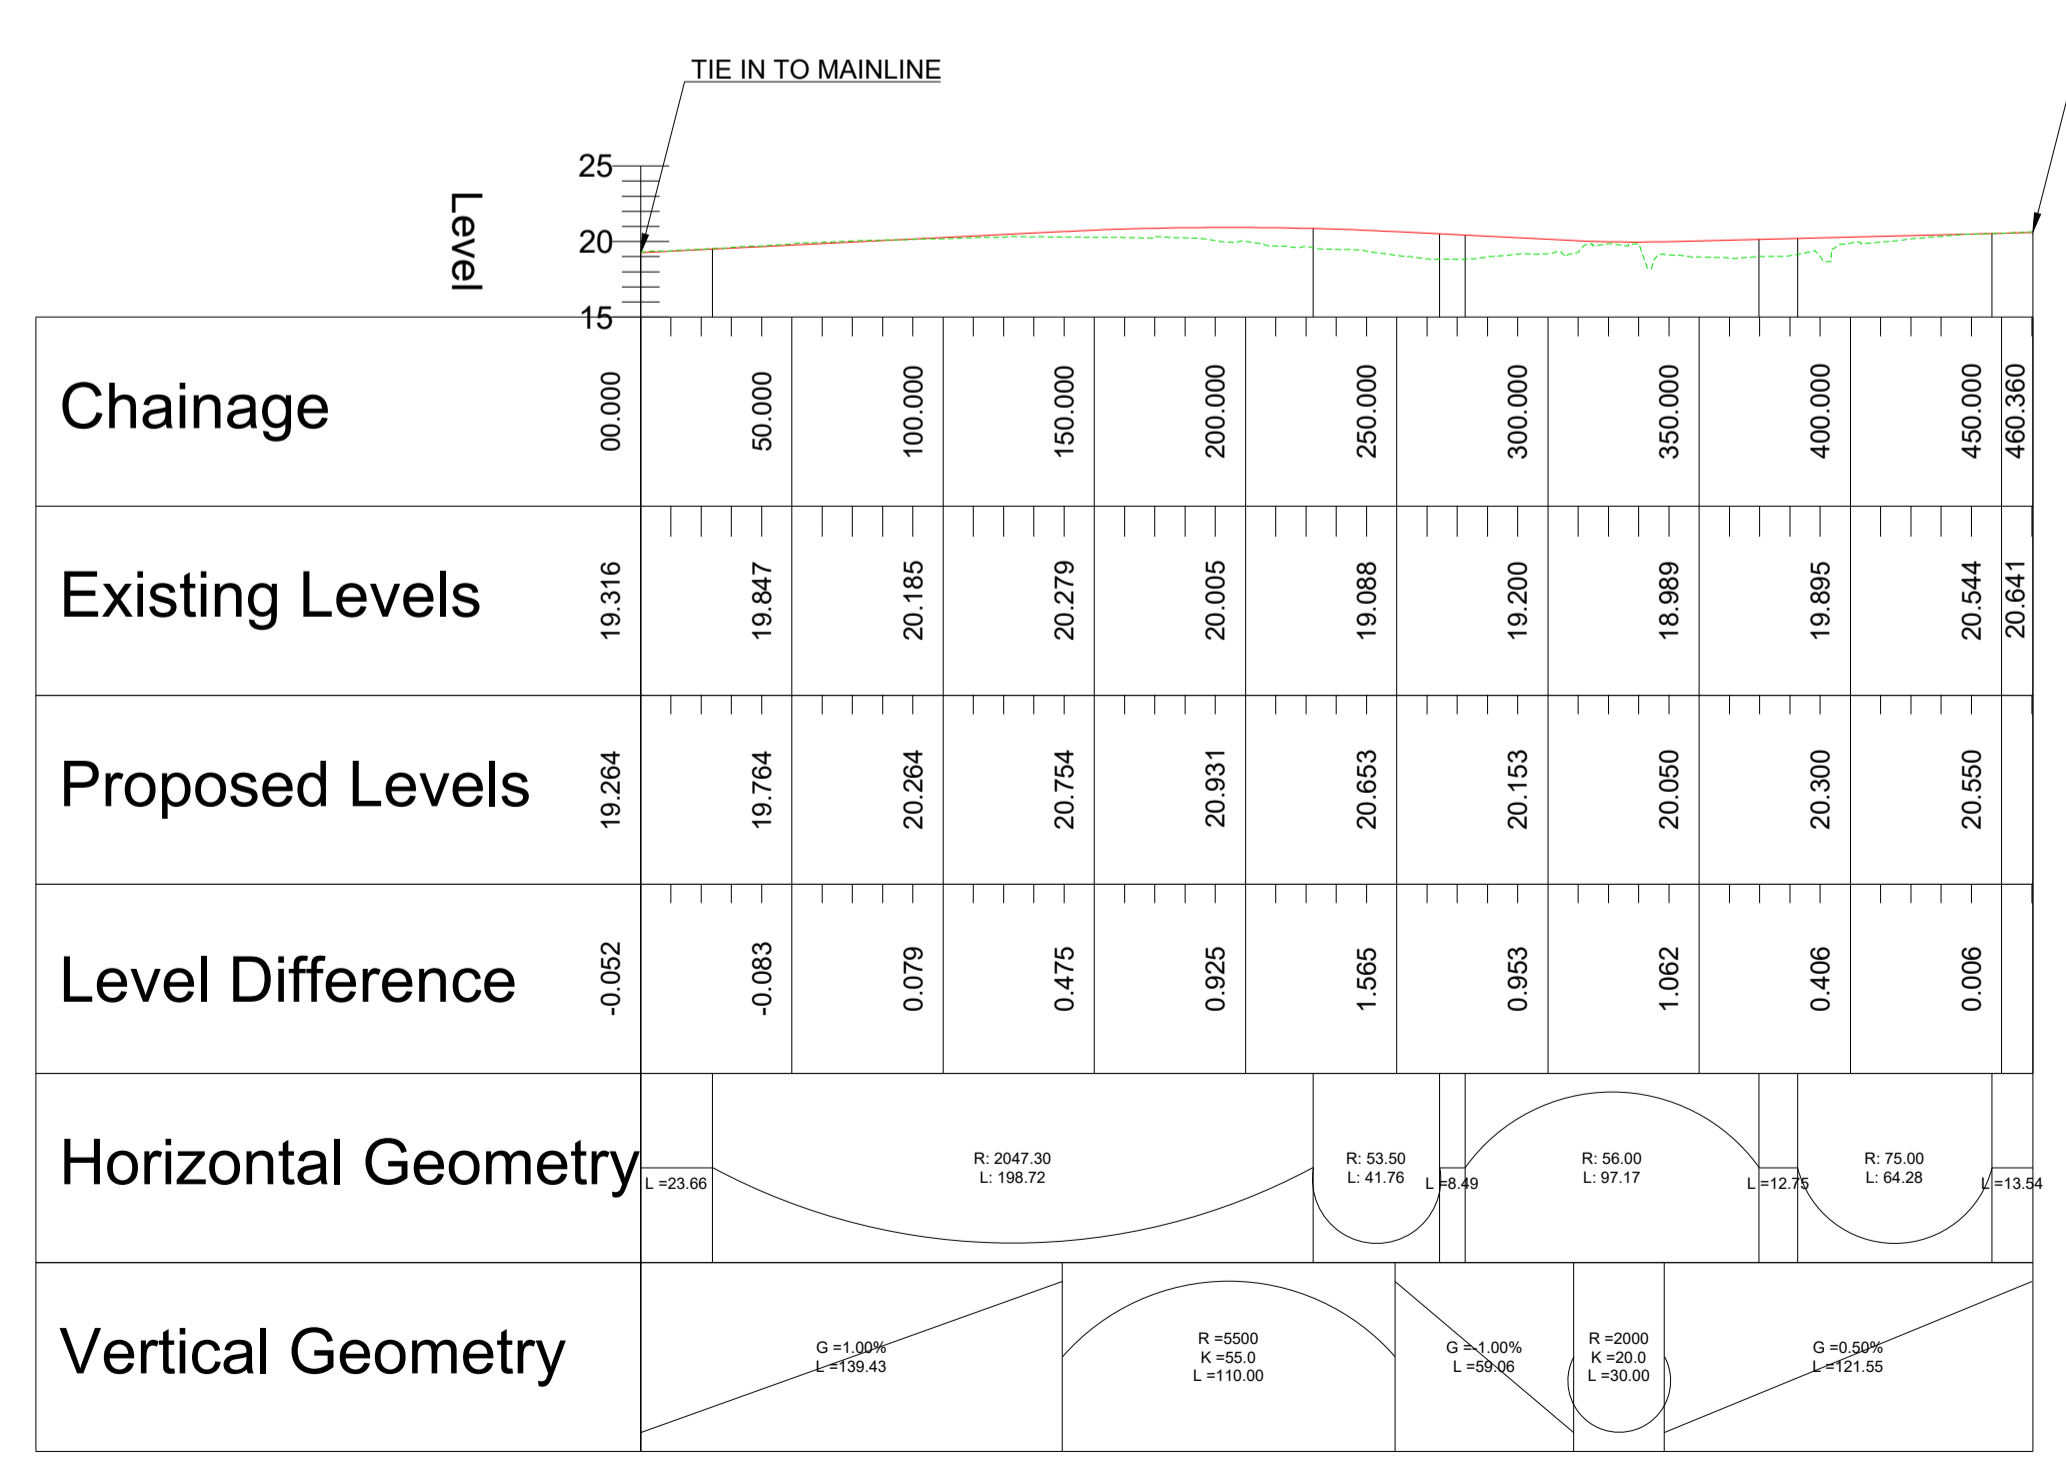 TIE IN TO MAINLINE
Level
25
20
15
Chainage 00.000 50.000 100.000 150.000 200.000 250.000 300.000 350.000 400.000 450.000 460.360
Existing Levels 19.316 19.847 20.185 20.279 20.005 19.088 19.200 18.989 19.895 20.544 20.641
Proposed Levels 19.264 19.764 20.264 20.754 20.931 20.653 20.153 20.050 20.300 20.550
Level Difference -0.052 -0.083 0.079 0.475 0.925 1.565 0.953 1.062 0.406 0.006
Horizontal Geometry
L =23.66
R: 2047.30
L: 198.72
R: 53.50
L: 41.76
L =8.49
R: 56.00
L: 97.17
L =12.75
R: 75.00
L: 64.28
L =13.54
Vertical Geometry
G =1.00%
L =139.43
R =5500
K =55.0
L =110.00
G =-1.00%
L =59.06
R =2000
K =20.0
L =30.00
G =0.50%
L =121.55